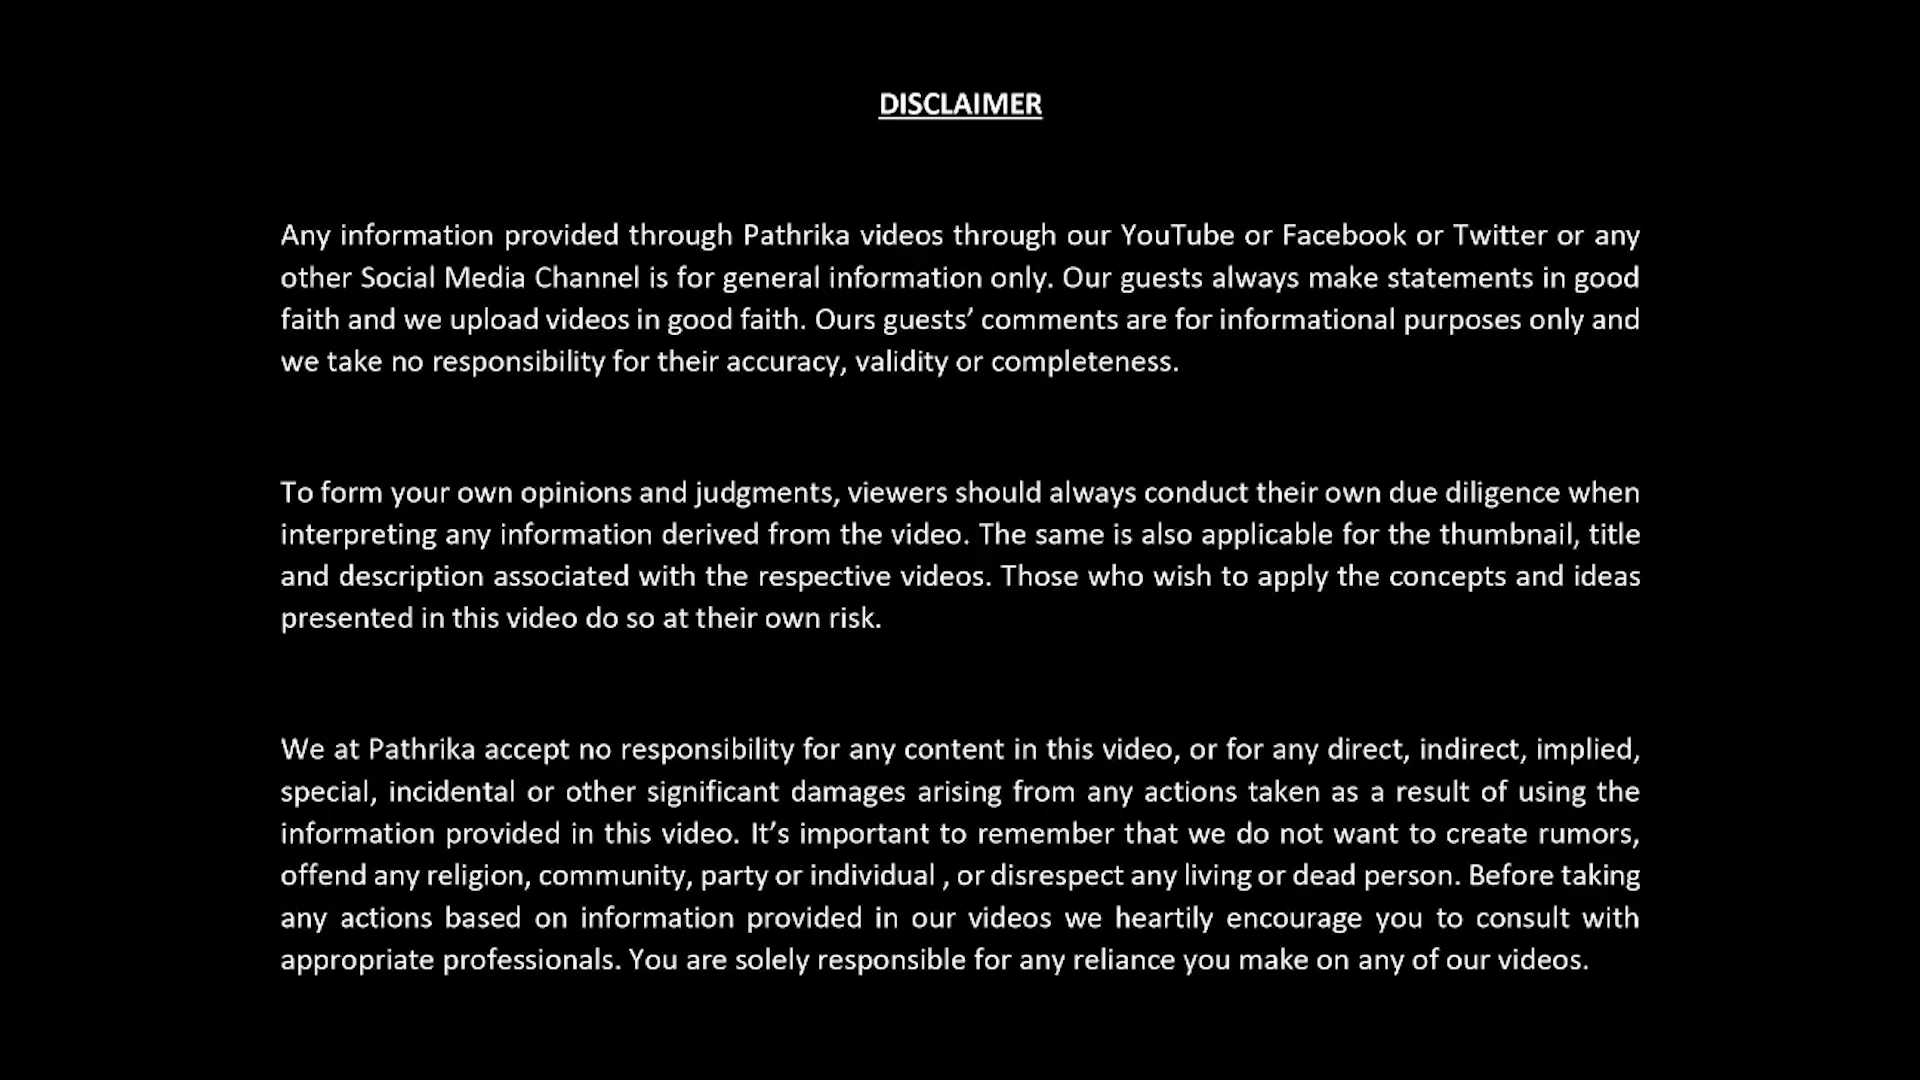 DISCLAIMER
Any information provided through Pathrika videos through our YouTube or Facebook or Twitter or any
other Social Media Channel is for general information only. Our guests always make statements in good
faith and we upload videos in good faith. Ours guests’ comments are for informational purposes only and
we take no responsibility for their accuracy, validity or completeness.
To form your own opinions and judgments, viewers should always conduct their own due diligence when
interpreting any information derived from the video. The same is also applicable for the thumbnail, title
and description associated with the respective videos. Those who wish to apply the concepts and ideas
presented in this video do so at their own risk.
We at Pathrika accept no responsibility for any content in this video, or for any direct, indirect, implied,
special, incidental or other significant damages arising from any actions taken as a result of using the
information provided in this video. It’s important to remember that we do not want to create rumors,
offend any religion, community, party or individual , or disrespect any living or dead person. Before taking
any actions based on information provided in our videos we heartily encourage you to consult with
appropriate professionals. You are solely responsible for any reliance you make on any of our videos.